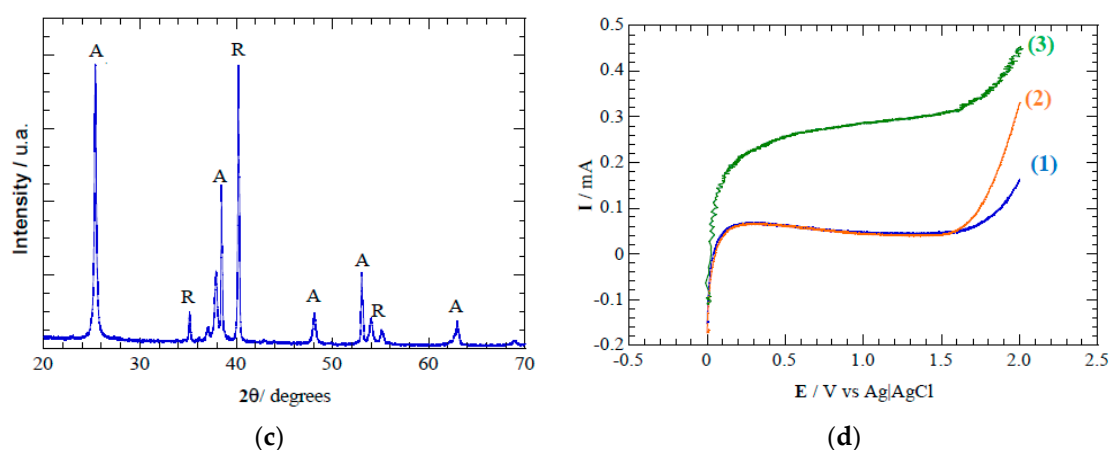 A
R
A
R
A
A
R
A
Intensity / u.a.
20
30
40
50
60
70
2θ/ degrees
(c)
0.5
0.4
0.3
0.2
0.1
0
-0.1
-0.2
I / mA
(3)
(2)
(1)
-0.5
0
0.5
1.0
1.5
2.0
2.5
E / V vs Ag|AgCl
(d)